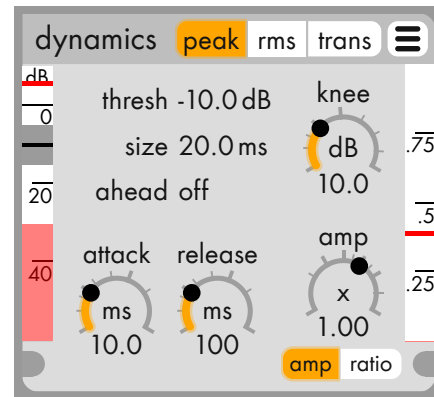 dynamics peak rms trans
dB
0
20
40
thresh -10.0 dB
size 20.0 ms
ahead off
knee
dB
10.0
attack
ms
10.0
release
ms
100
amp
x
1.00
amp ratio
.75
.5
.25